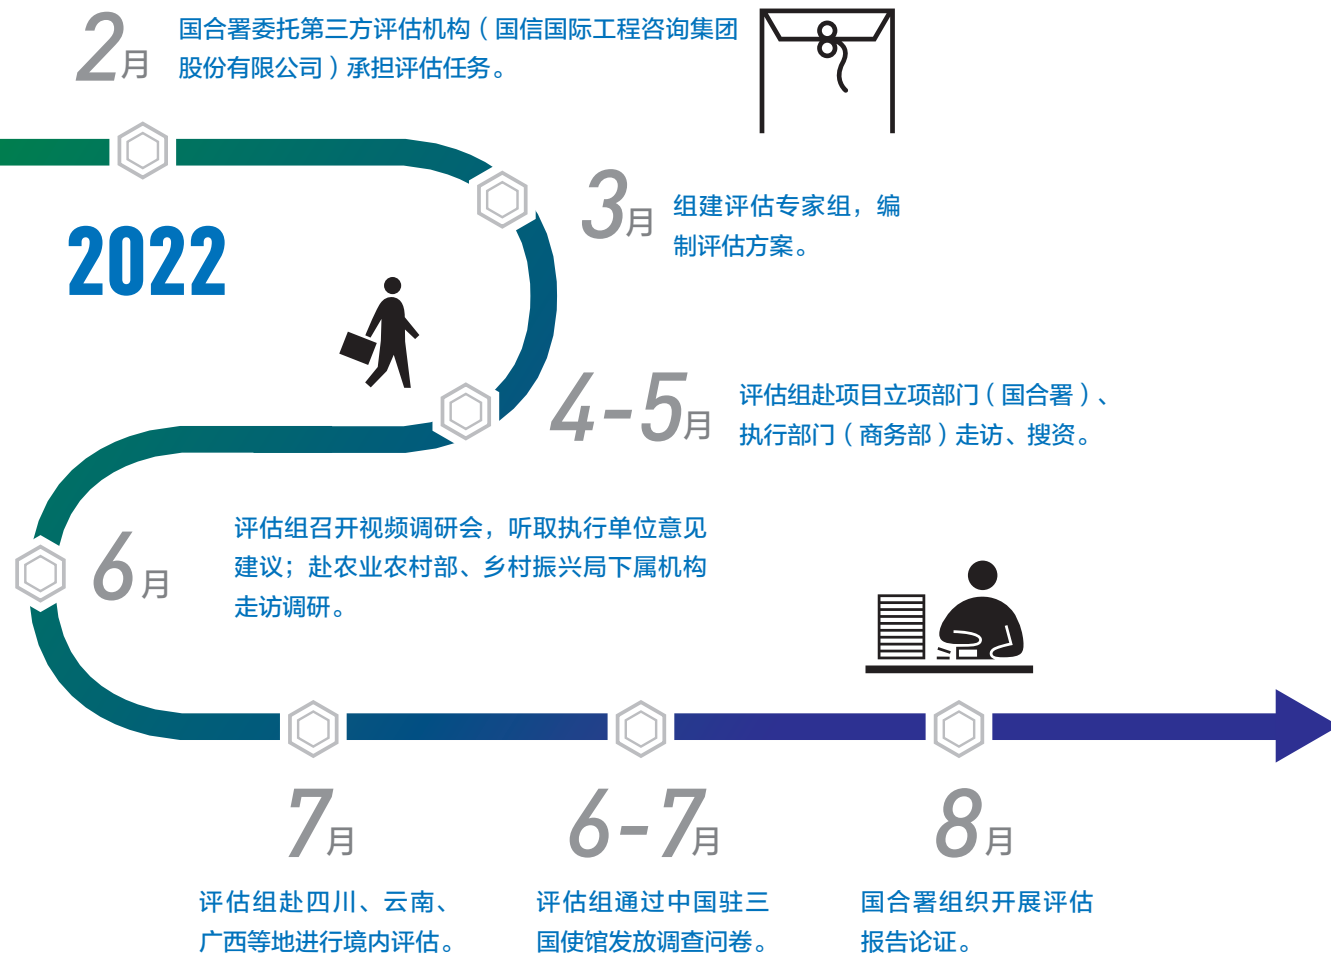 2月
国合署委托第三方评估机构（国信国际工程咨询集团
股份有限公司）承担评估任务。
2022
3月
组建评估专家组，编
制评估方案。
4-5月
评估组赴项目立项部门（国合署）、
执行部门（商务部）走访、搜资。
6月
评估组召开视频调研会，听取执行单位意见
建议；赴农业农村部、乡村振兴局下属机构
走访调研。
7月
评估组赴四川、云南、
广西等地进行境内评估。
6-7月
评估组通过中国驻三
国使馆发放调查问卷。
8月
国合署组织开展评估
报告论证。